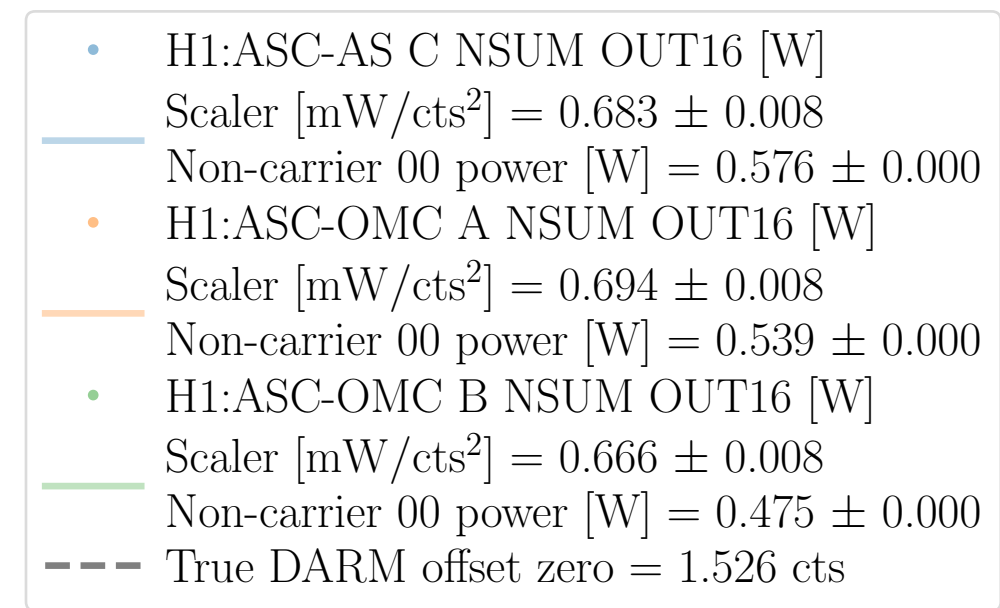 H1:ASC-AS C NSUM OUT16 [W]
Scaler [mW/cts²] = 0.683 ± 0.008
Non-carrier 00 power [W] = 0.576 ± 0.000
H1:ASC-OMC A NSUM OUT16 [W]
Scaler [mW/cts²] = 0.694 ± 0.008
Non-carrier 00 power [W] = 0.539 ± 0.000
H1:ASC-OMC B NSUM OUT16 [W]
Scaler [mW/cts²] = 0.666 ± 0.008
Non-carrier 00 power [W] = 0.475 ± 0.000
True DARM offset zero = 1.526 cts